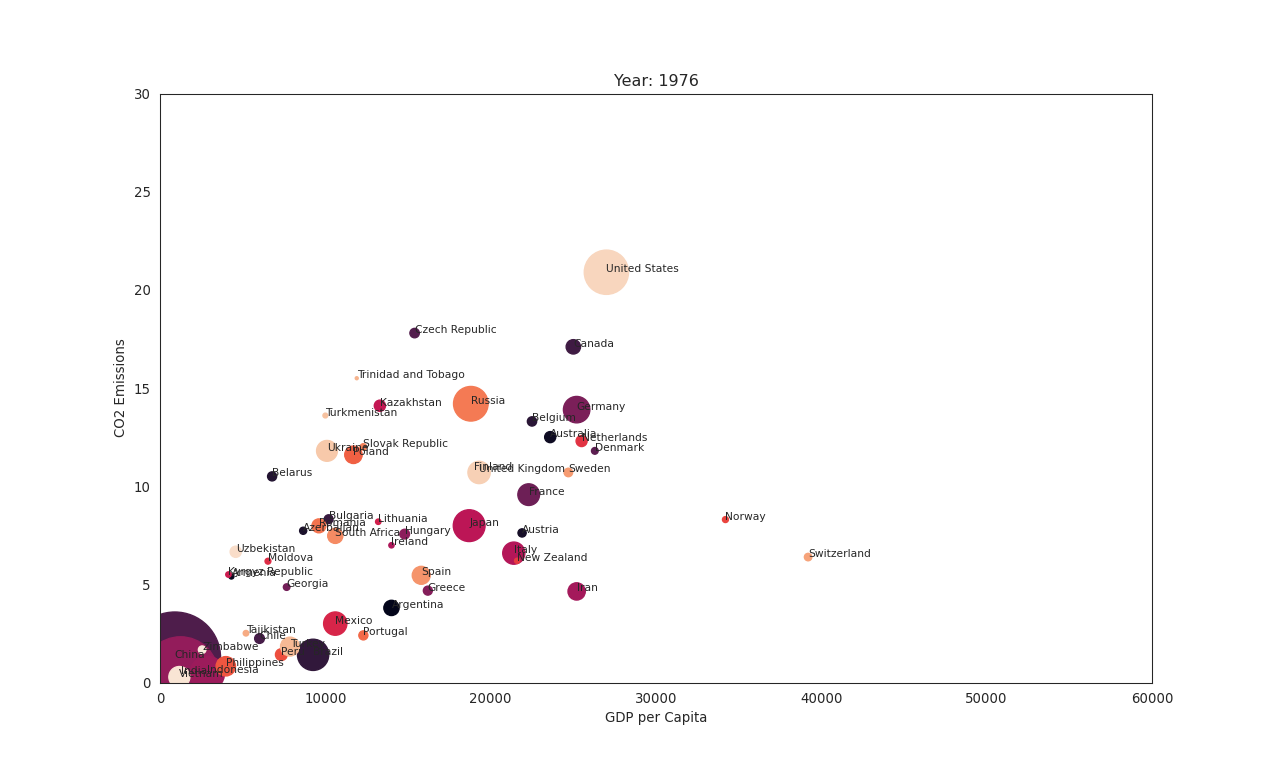 Year: 1976
30
25
20
15
10
5
0
CO2 Emissions
United States
Czech Republic
Canada
Trinidad and Tobago
Kazakhstan
Russia
Turkmenistan
Germany
Belgium
Australia
Netherlands
Ukraine
Slovak Republic
Poland
Denmark
Belarus
Finland
United Kingdom
Sweden
France
Norway
Bulgaria
Lithuania
Romania
Japan
Azerbaijan
South Africa
Hungary
Austria
Ireland
Uzbekistan
Italy
Moldova
New Zealand
Switzerland
Kyrgyz Republic
Armenia
Spain
Georgia
Greece
Iran
Argentina
Mexico
Tajikistan
Chile
Portugal
Zimbabwe
Turkey
China
Peru
Brazil
Philippines
India
Indonesia
Vietnam
0 10000 20000 30000 40000 50000 60000
GDP per Capita